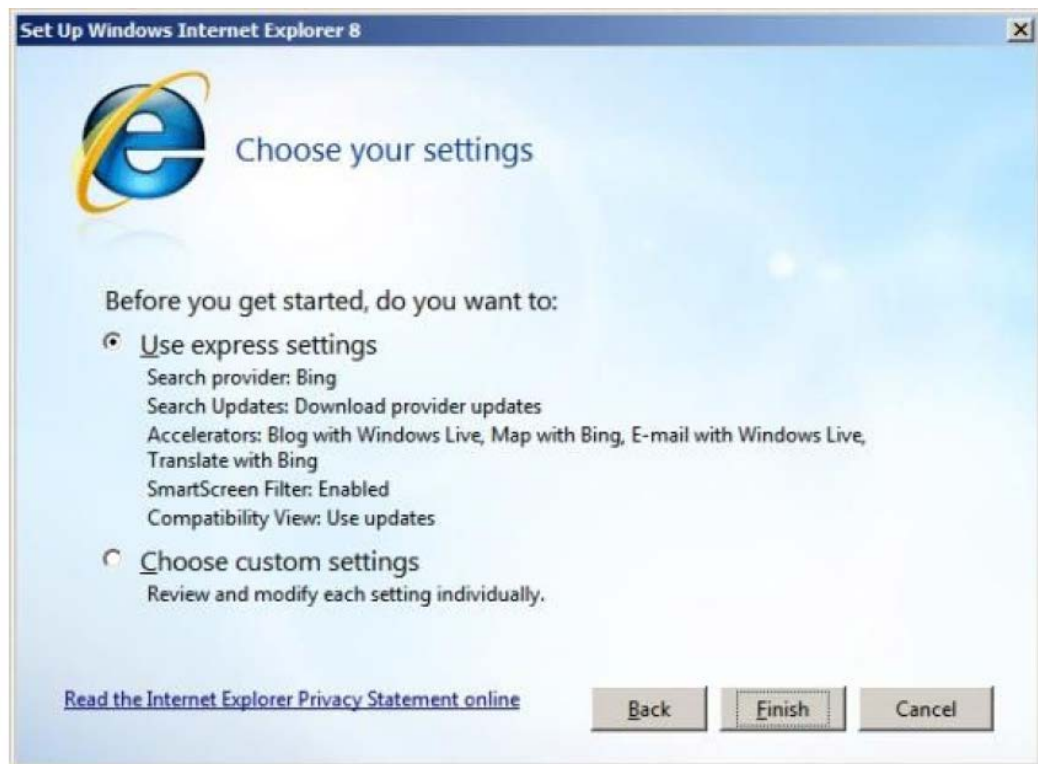 Set Up Windows Internet Explorer 8
Choose your settings
Before you get started, do you want to:
Use express settings
Search provider: Bing
Search Updates: Download provider updates
Accelerators: Blog with Windows Live, Map with Bing, E-mail with Windows Live,
Translate with Bing
SmartScreen Filter: Enabled
Compatibility View: Use updates
Choose custom settings
Review and modify each setting individually.
Read the Internet Explorer Privacy Statement online
Back
Finish
Cancel